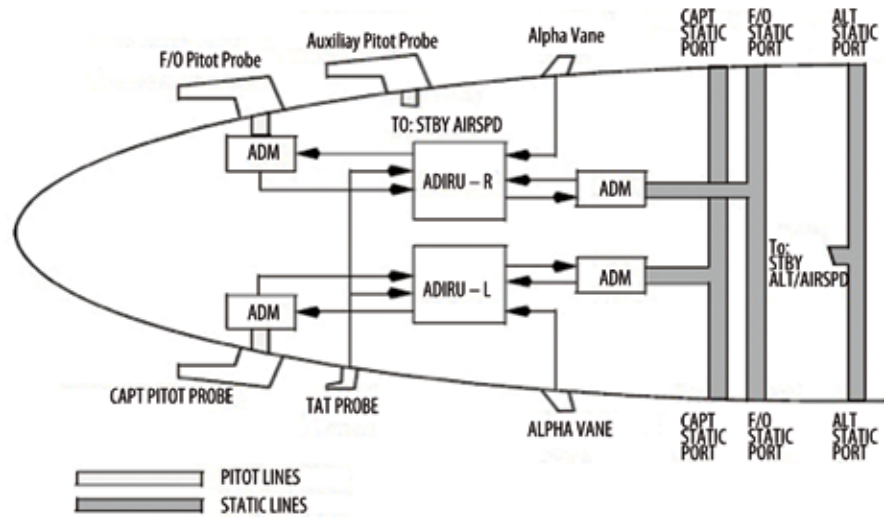 CAPT
STATIC
PORT
F/O
STATIC
PORT
ALT
STATIC
PORT
Auxiliay Pitot Probe
Alpha Vane
F/O Pitot Probe
TO: STBY AIRSPD
ADM
ADIRU – R
ADM
To:
STBY
ALT/AIRSPD
ADIRU – L
ADM
ADM
CAPT PITOT PROBE
TAT PROBE
ALPHA VANE
CAPT
STATIC
PORT
F/O
STATIC
PORT
ALT
STATIC
PORT
PITOT LINES
STATIC LINES